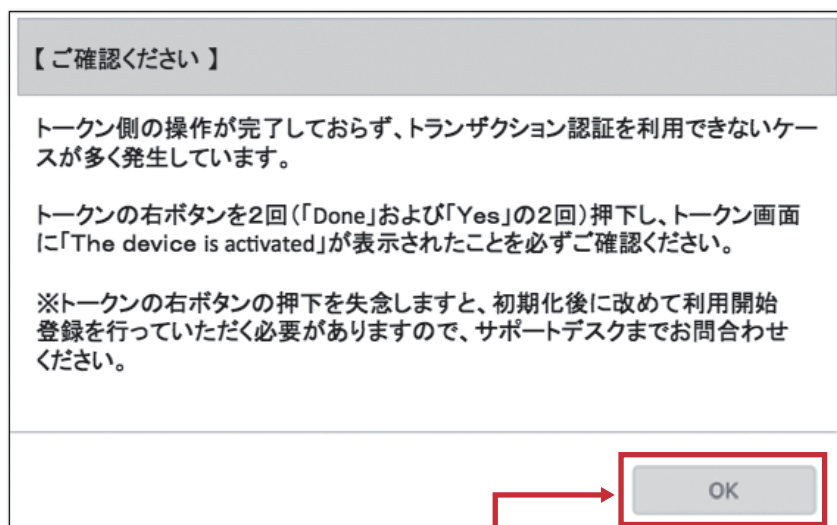 【 ご確認ください 】
トークン側の操作が完了しておらず、トランザクション認証を利用できないケー
スが多く発生しています。
トークンの右ボタンを2回(「Done」および「Yes」の2回)押下し、トークン画面
に「The device is activated」が表示されたことを必ずご確認ください。
※トークンの右ボタンの押下を失念しますと、初期化後に改めて利用開始
登録を行っていただく必要がありますので、サポートデスクまでお問合わせ
ください。
OK